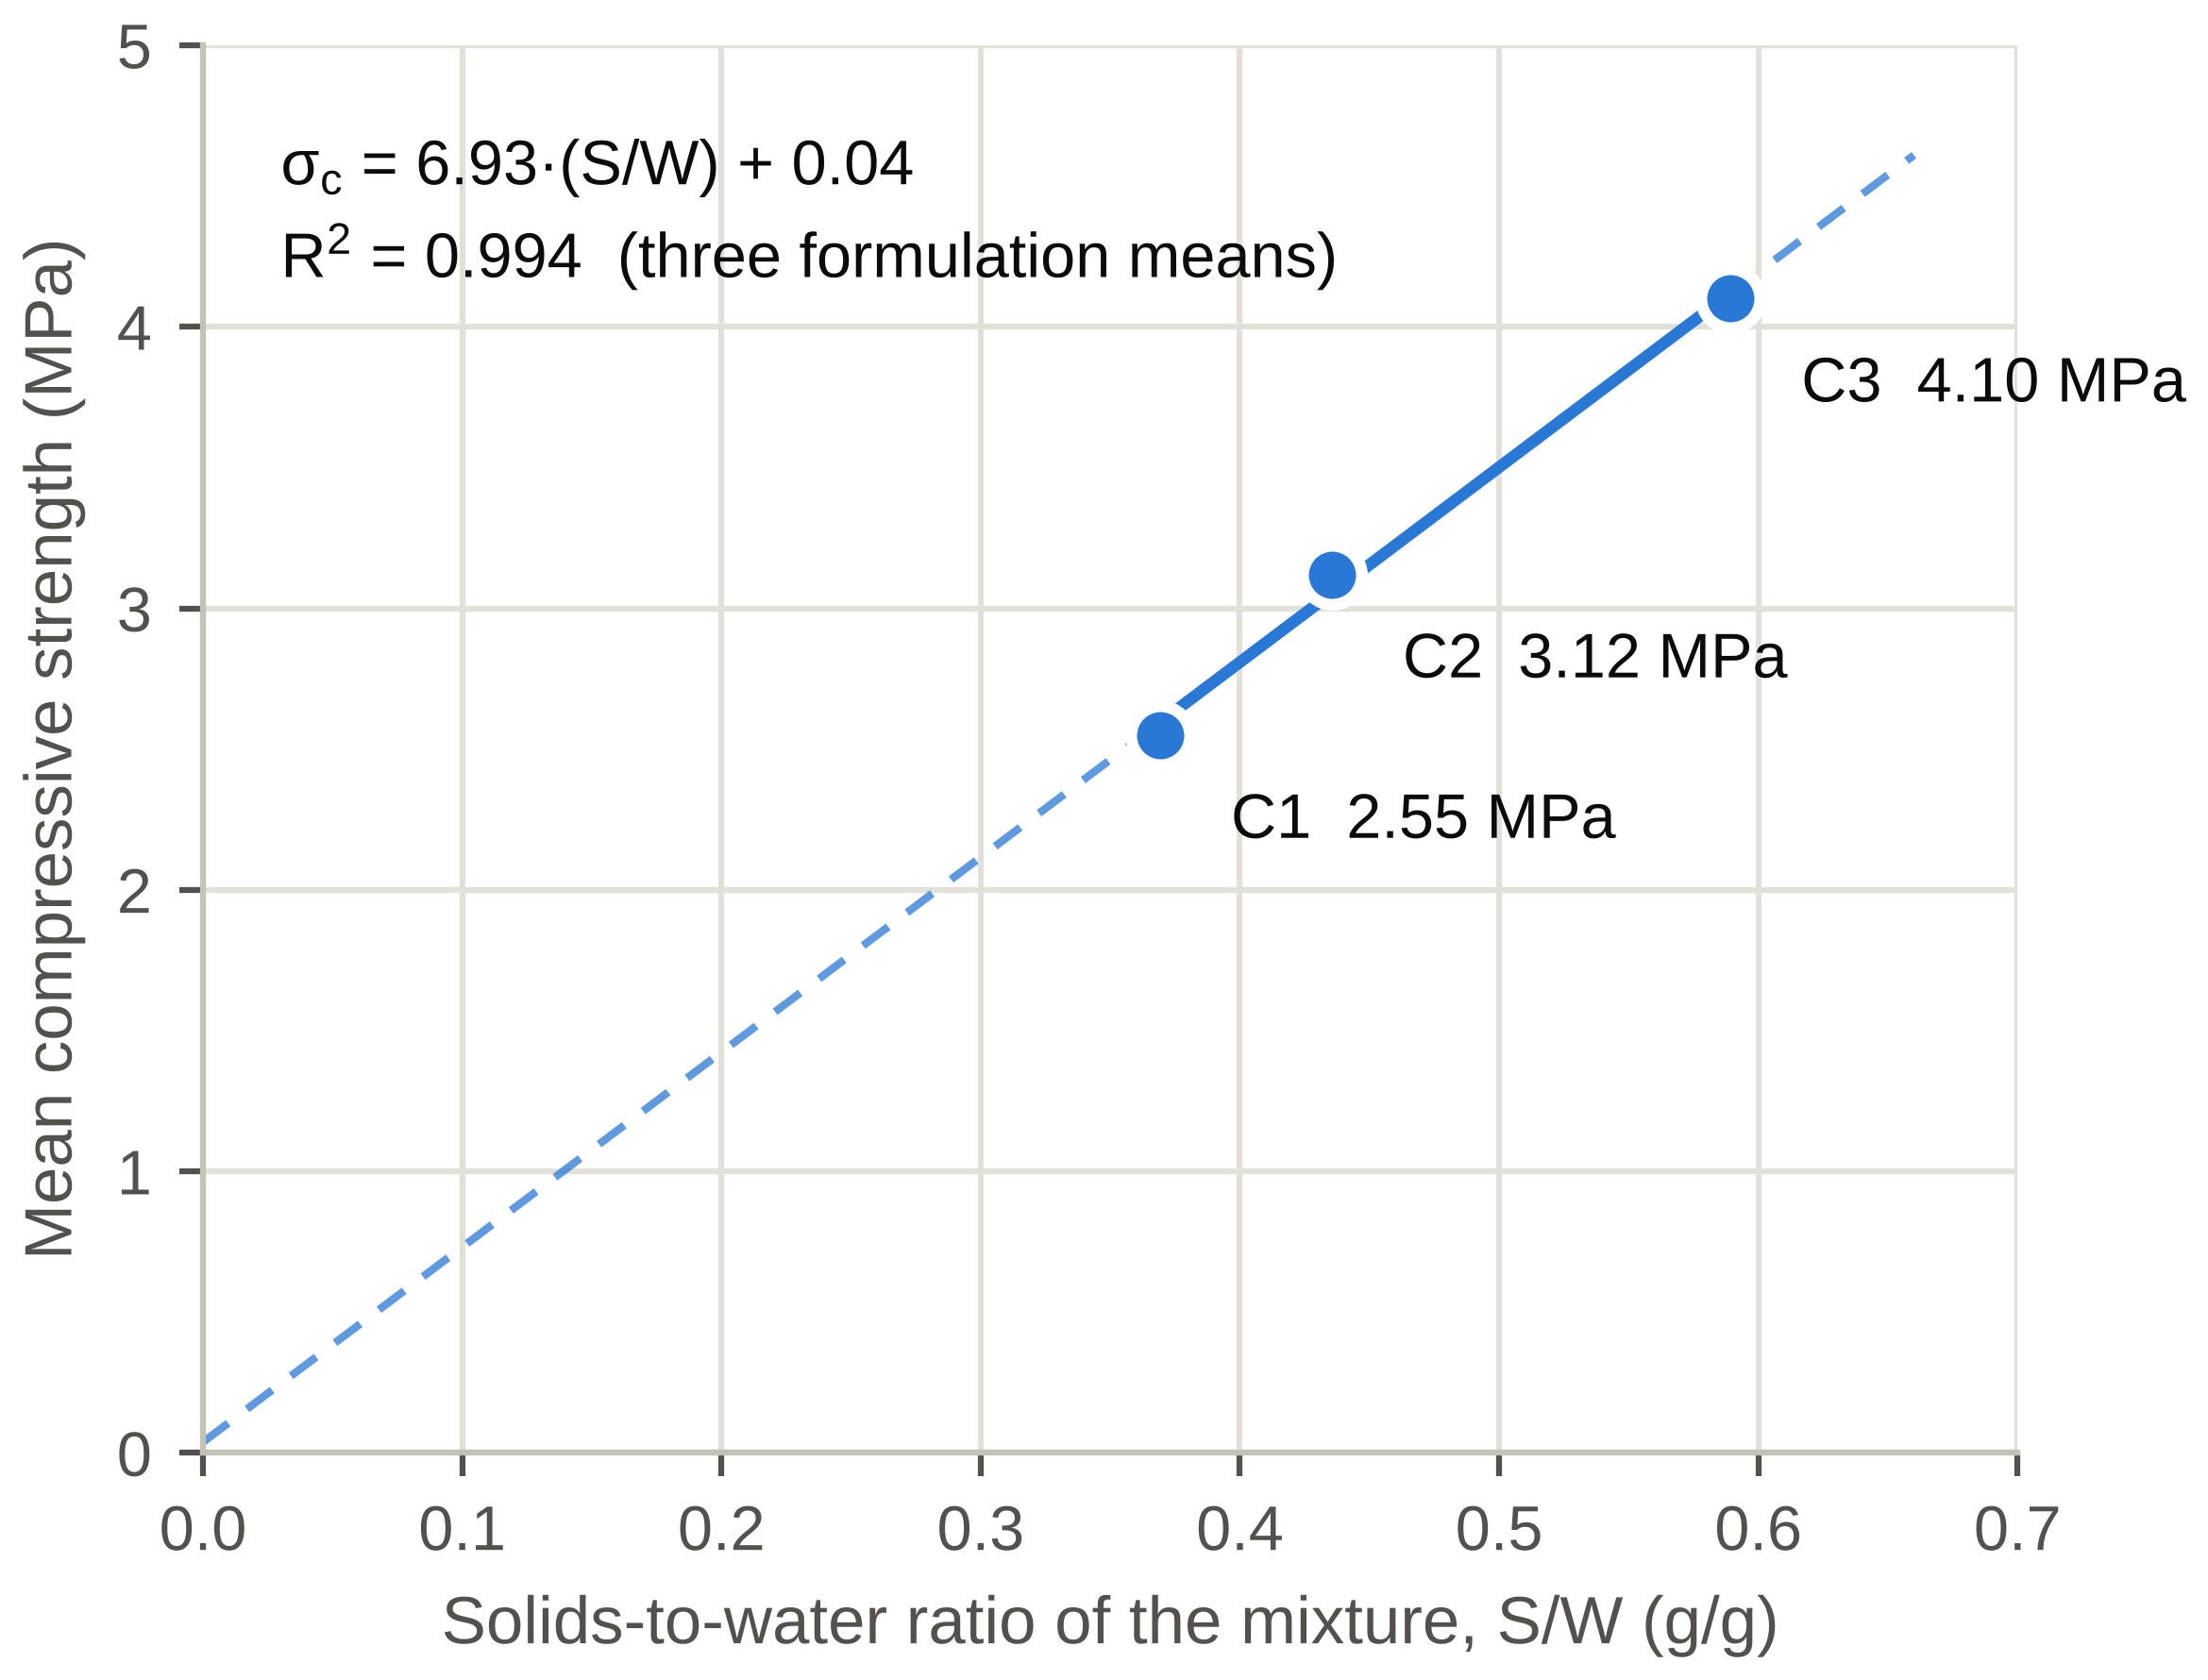 5
σc = 6.93·(S/W) + 0.04
R² = 0.994 (three formulation means)
4
C3 4.10 MPa
3
C2 3.12 MPa
C1 2.55 MPa
2
1
0
Mean compressive strength (MPa)
0.0 0.1 0.2 0.3 0.4 0.5 0.6 0.7
Solids-to-water ratio of the mixture, S/W (g/g)